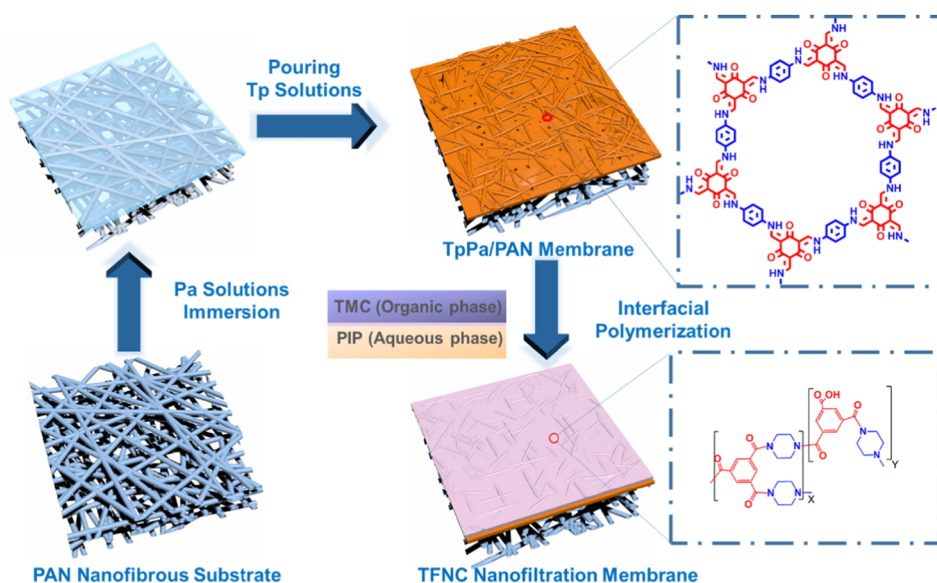 Pouring
Tp Solutions
TpPa/PAN Membrane
Pa Solutions
Immersion
TMC (Organic phase)
PIP (Aqueous phase)
Interfacial
Polymerization
PAN Nanofibrous Substrate
TFNC Nanofiltration Membrane